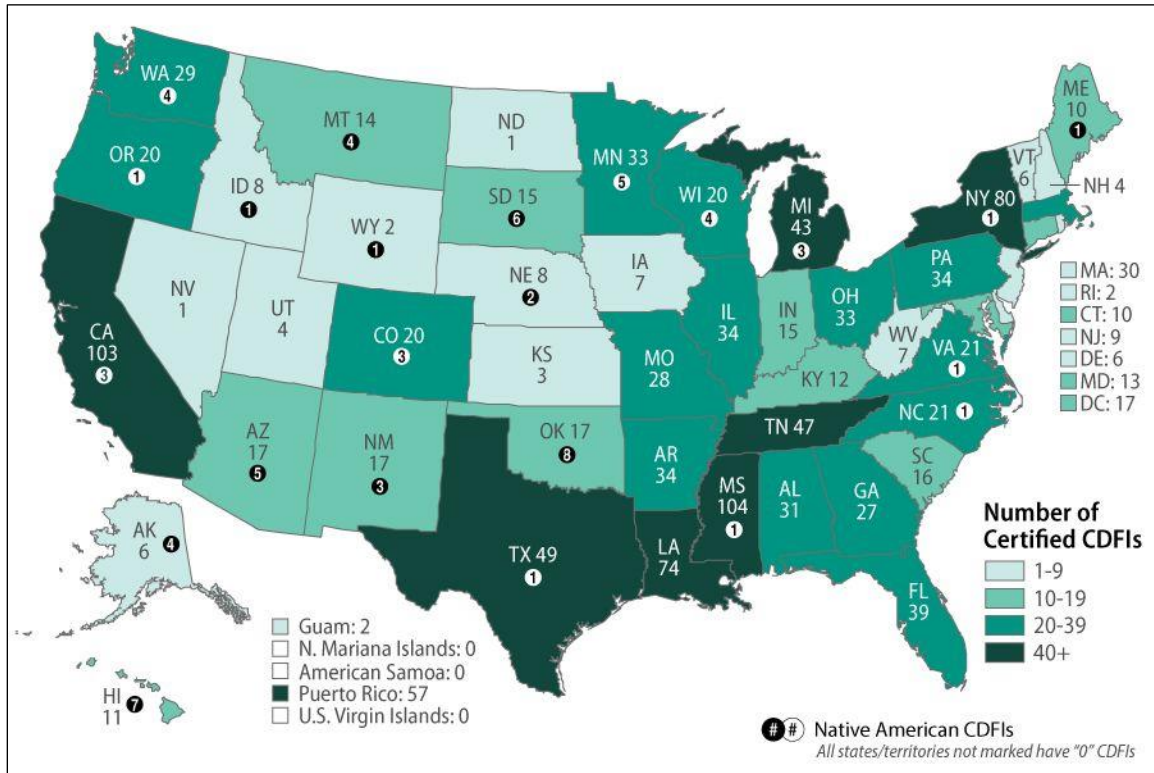 WA 29
4
OR 20
1
CA
103
3
ID 8
1
NV
1
MT 14
4
WY 2
1
UT
4
AZ
17
5
CO 20
3
NM
17
3
ND
1
SD 15
6
NE 8
2
KS
3
OK 17
8
TX 49
1
MN 33
5
IA
7
MO
28
AR
34
LA
74
WI 20
4
IL
34
MI
43
3
IN
15
OH
33
KY 12
TN 47
MS
104
1
AL
31
GA
27
FL
39
SC
16
NC 21
1
VA 21
1
WV
7
PA
34
NY 80
1
VT
6
NH 4
ME
10
1
MA: 30
RI: 2
CT: 10
NJ: 9
DE: 6
MD: 13
DC: 17
AK
6
4
HI
11
7
Guam: 2
N. Mariana Islands: 0
American Samoa: 0
Puerto Rico: 57
U.S. Virgin Islands: 0
Number of
Certified CDFIs
1-9
10-19
20-39
40+
# # Native American CDFIs
All states/territories not marked have “0” CDFIs